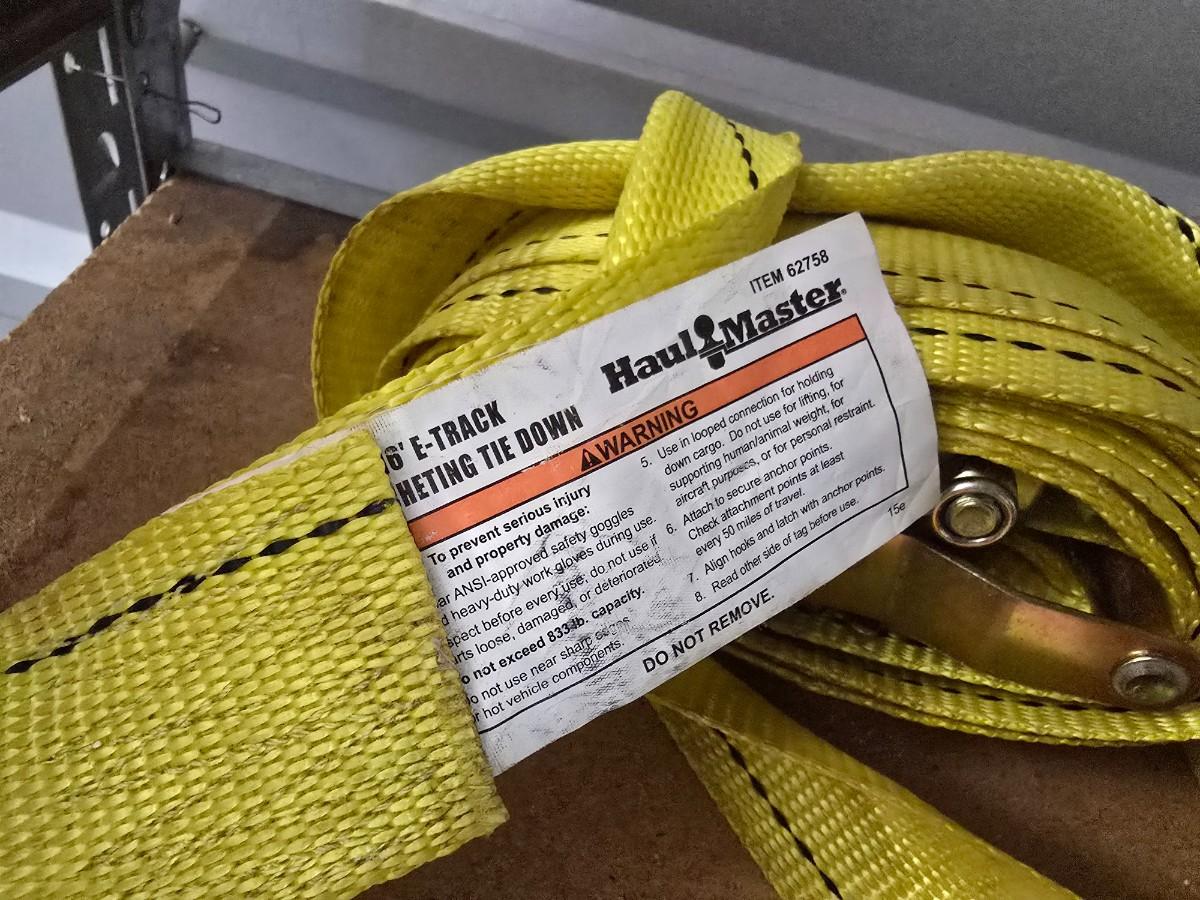 ITEM 62758
Haul Master®
6' E-TRACK
HETING TIE DOWN
⚠WARNING
To prevent serious injury
and property damage:
ar ANSI-approved safety goggles
d heavy-duty work gloves during use.
spect before every use; do not use if
rts loose, damaged, or deteriorated.
o not exceed 833 lb. capacity.
o not use near sharp edges
r hot vehicle components.
5. Use in looped connection for holding
down cargo. Do not use for lifting, for
supporting human/animal weight, for
aircraft purposes, or for personal restraint.
6. Attach to secure anchor points.
Check attachment points at least
every 50 miles of travel.
7. Align hooks and latch with anchor points.
8. Read other side of tag before use.
15e
DO NOT REMOVE.